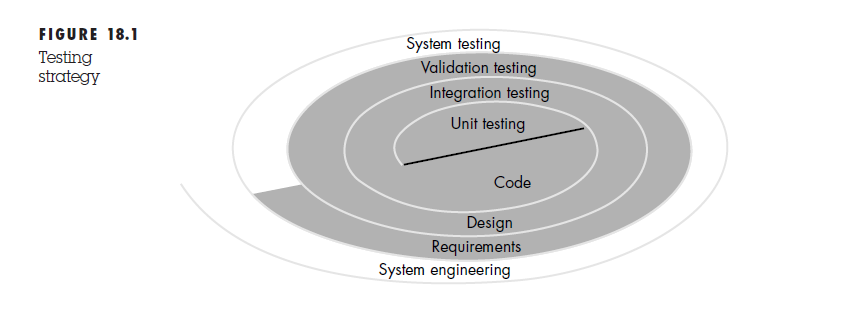 FIGURE 18.1
Testing
strategy
System testing
Validation testing
Integration testing
Unit testing
Code
Design
Requirements
System engineering